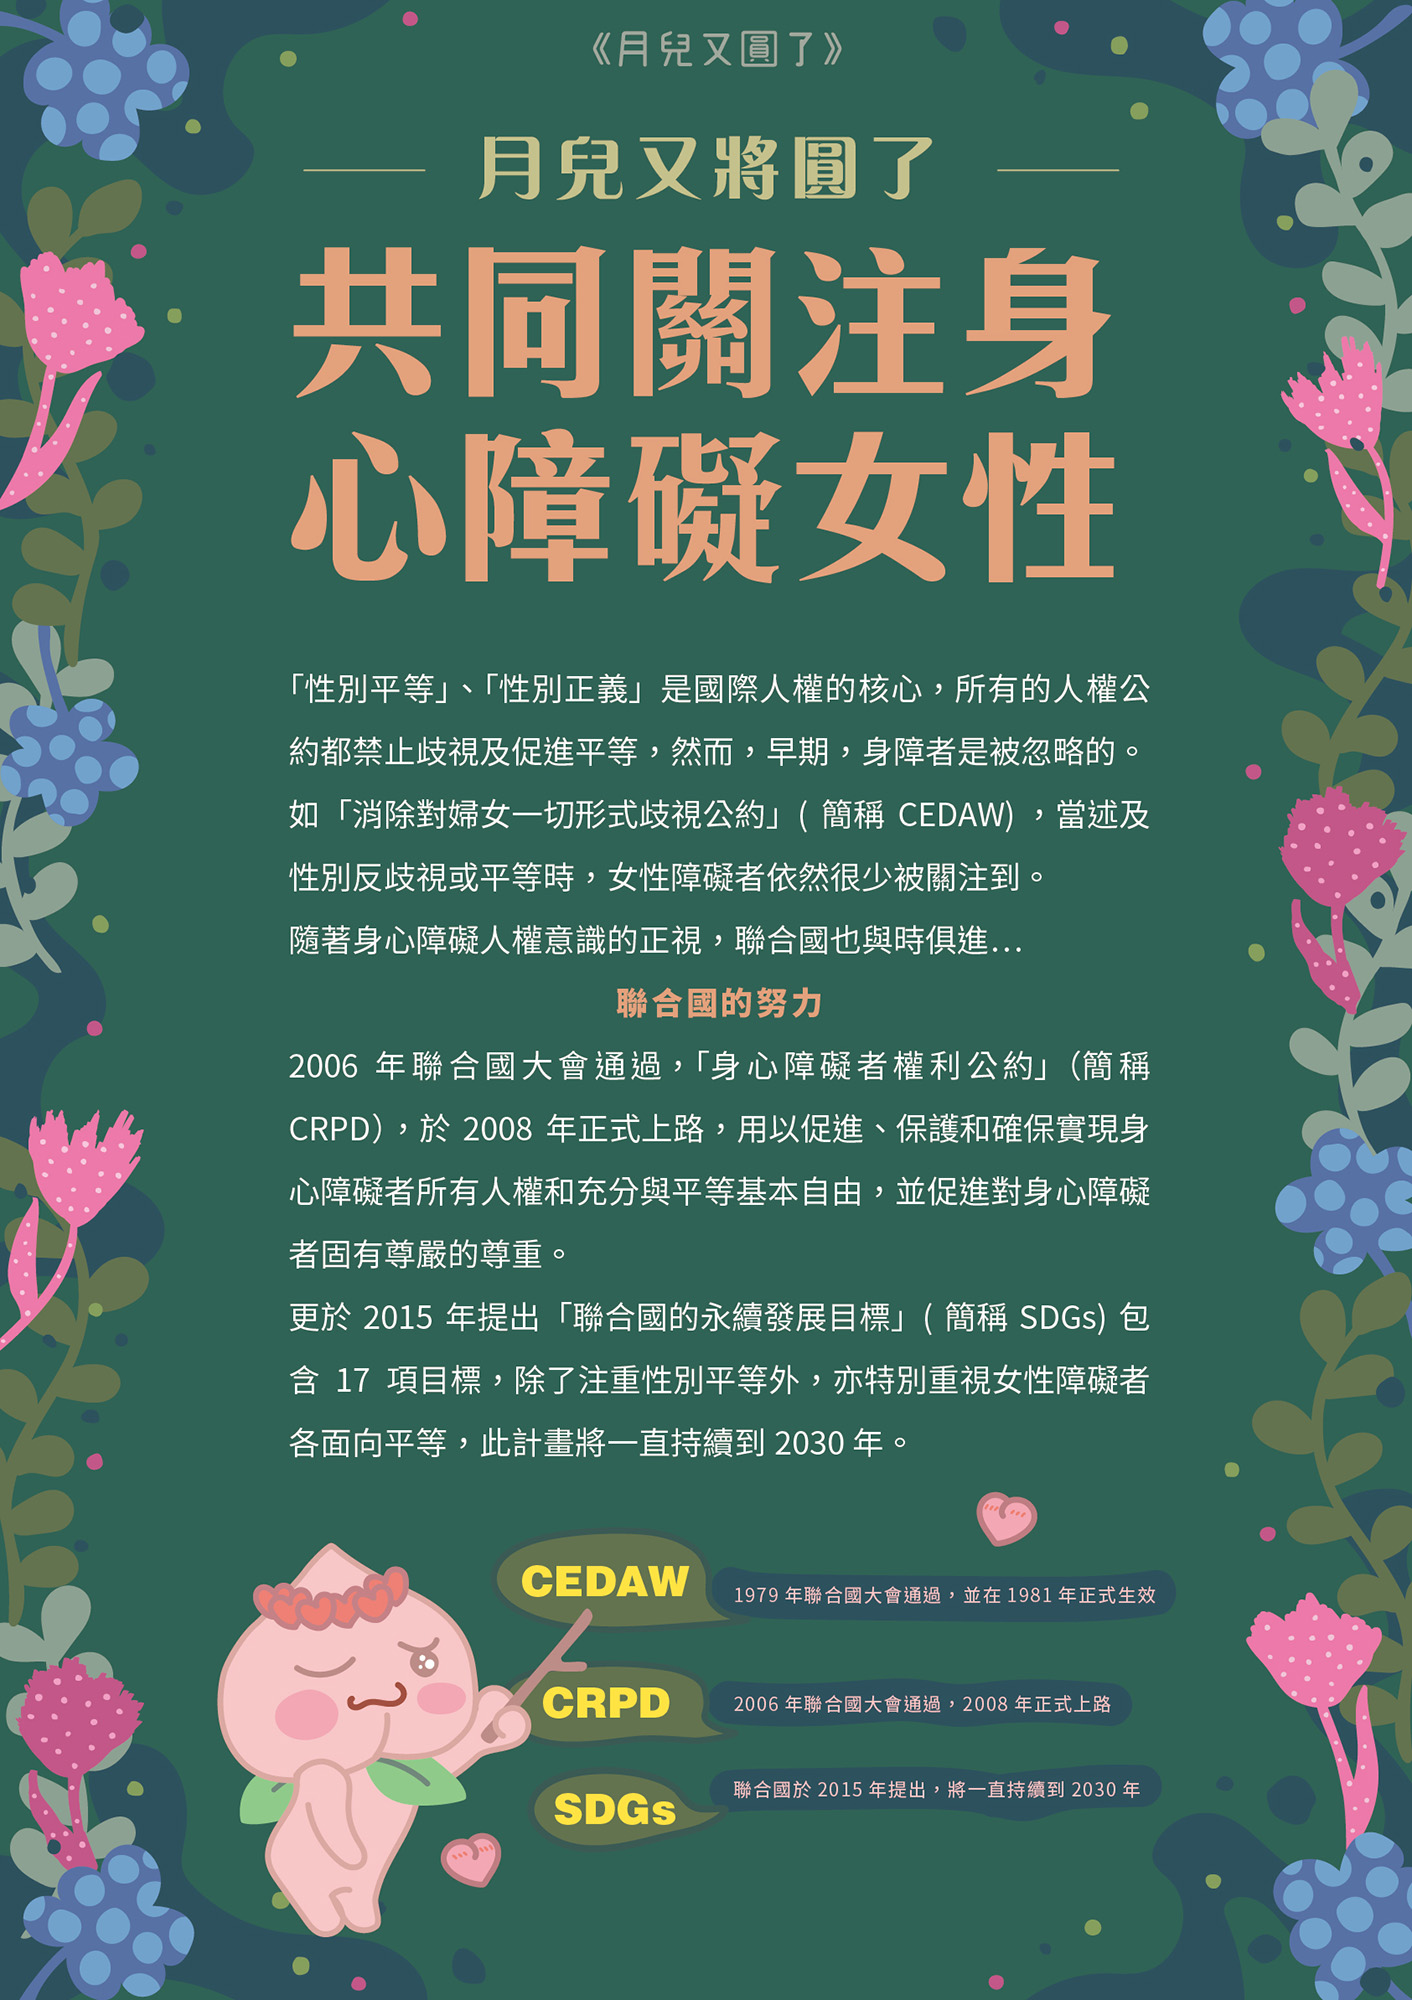 《月兒又圓了》
月兒又將圓了
共同關注身
心障礙女性
「性別平等」、「性別正義」是國際人權的核心，所有的人權公
約都禁止歧視及促進平等，然而，早期，身障者是被忽略的。
如「消除對婦女一切形式歧視公約」( 簡稱 CEDAW) ，當述及
性別反歧視或平等時，女性障礙者依然很少被關注到。
隨著身心障礙人權意識的正視，聯合國也與時俱進…
聯合國的努力
2006 年聯合國大會通過，「身心障礙者權利公約」（簡稱
CRPD），於 2008 年正式上路，用以促進、保護和確保實現身
心障礙者所有人權和充分與平等基本自由，並促進對身心障礙
者固有尊嚴的尊重。
更於 2015 年提出「聯合國的永續發展目標」( 簡稱 SDGs) 包
含 17 項目標，除了注重性別平等外，亦特別重視女性障礙者
各面向平等，此計畫將一直持續到 2030 年。
CEDAW
1979 年聯合國大會通過，並在 1981 年正式生效
CRPD
2006 年聯合國大會通過，2008 年正式上路
SDGs
聯合國於 2015 年提出，將一直持續到 2030 年